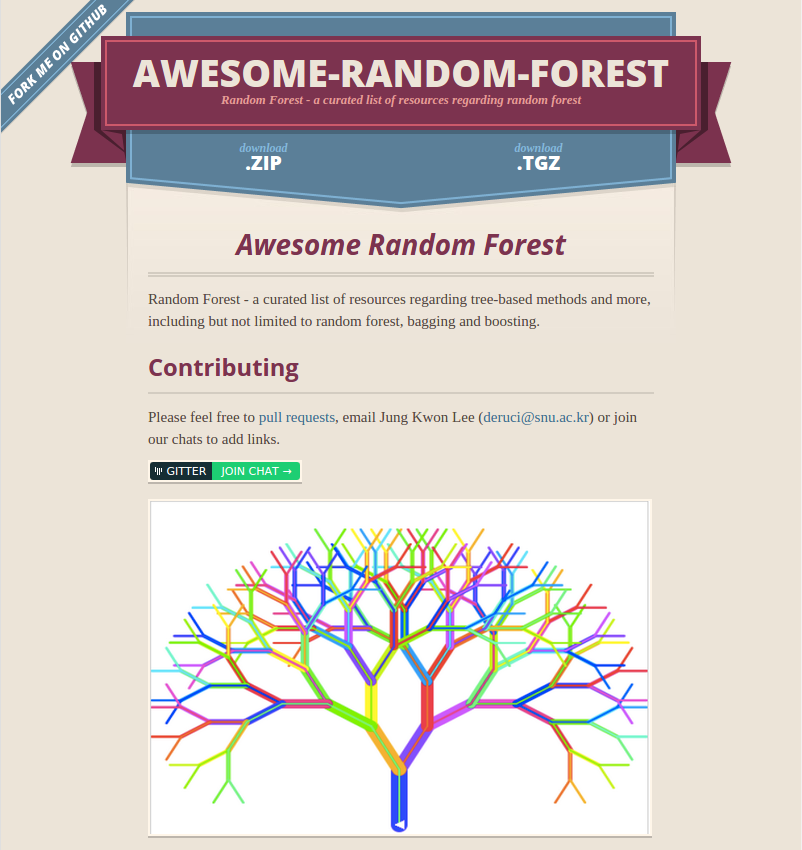 FORK ME ON GITHUB
AWESOME-RANDOM-FOREST
Random Forest - a curated list of resources regarding random forest
download
.ZIP
download
.TGZ
Awesome Random Forest
Random Forest - a curated list of resources regarding tree-based methods and more,
including but not limited to random forest, bagging and boosting.
Contributing
Please feel free to pull requests, email Jung Kwon Lee (deruci@snu.ac.kr) or join
our chats to add links.
GITTER JOIN CHAT →